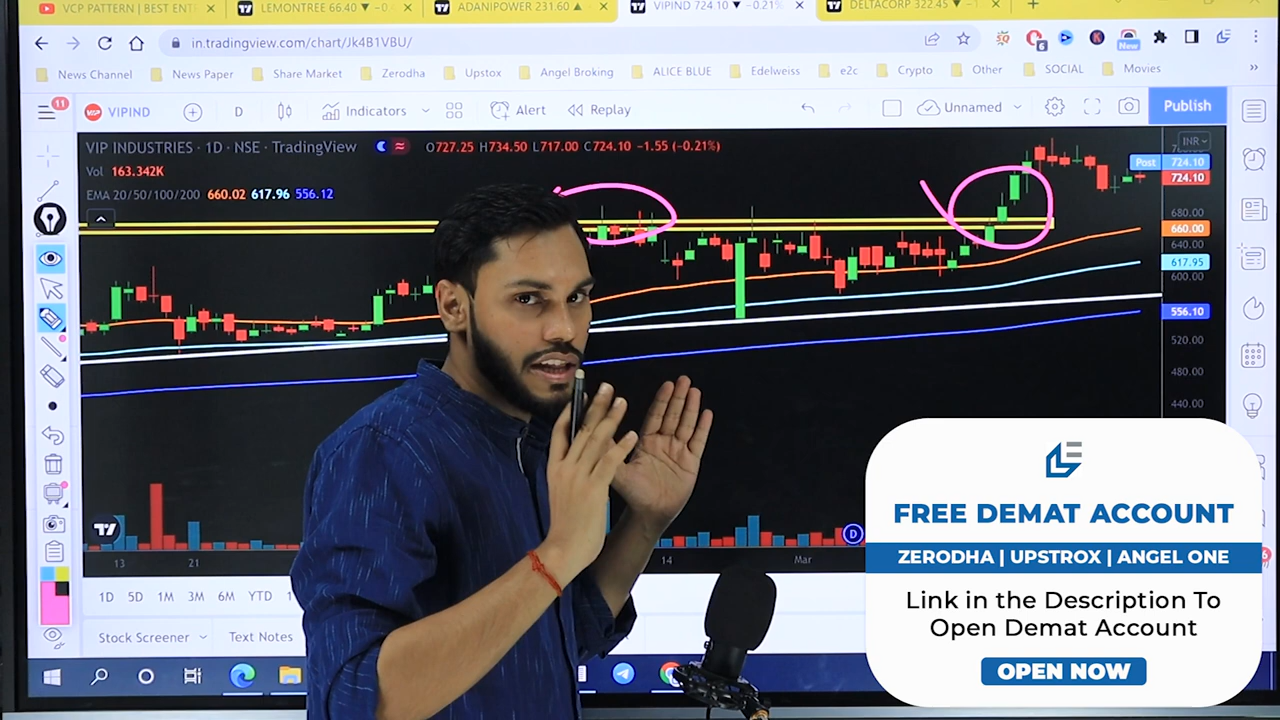 VCP PATTERN | BEST ENT
LEMONTREE 66.40 ▼ −0.
ADANIPOWER 231.60 ▲
VIPIND 724.10 ▼ −0.21%
DELTACORP 322.45 ▼ −1
in.tradingview.com/chart/Jk4B1VBU/
6
New
News Channel
News Paper
Share Market
Zerodha
Upstox
Angel Broking
ALICE BLUE
Edelweiss
e2c
Crypto
Other
SOCIAL
Movies
»
11
VIP
VIPIND
D
Indicators
Alert
Replay
Unnamed
Publish
VIP INDUSTRIES · 1D · NSE · TradingView
O727.25 H734.50 L717.00 C724.10 −1.55 (−0.21%)
INR
Vol 163.342K
Post 724.10
724.10
EMA 20/50/100/200 660.02 617.96 556.12
680.00
660.00
640.00
617.95
600.00
556.10
520.00
480.00
440.00
D
13
21
14
Mar
1D 5D 1M 3M 6M YTD
Stock Screener
Text Notes
FREE DEMAT ACCOUNT
ZERODHA | UPSTROX | ANGEL ONE
Link in the Description To
Open Demat Account
OPEN NOW